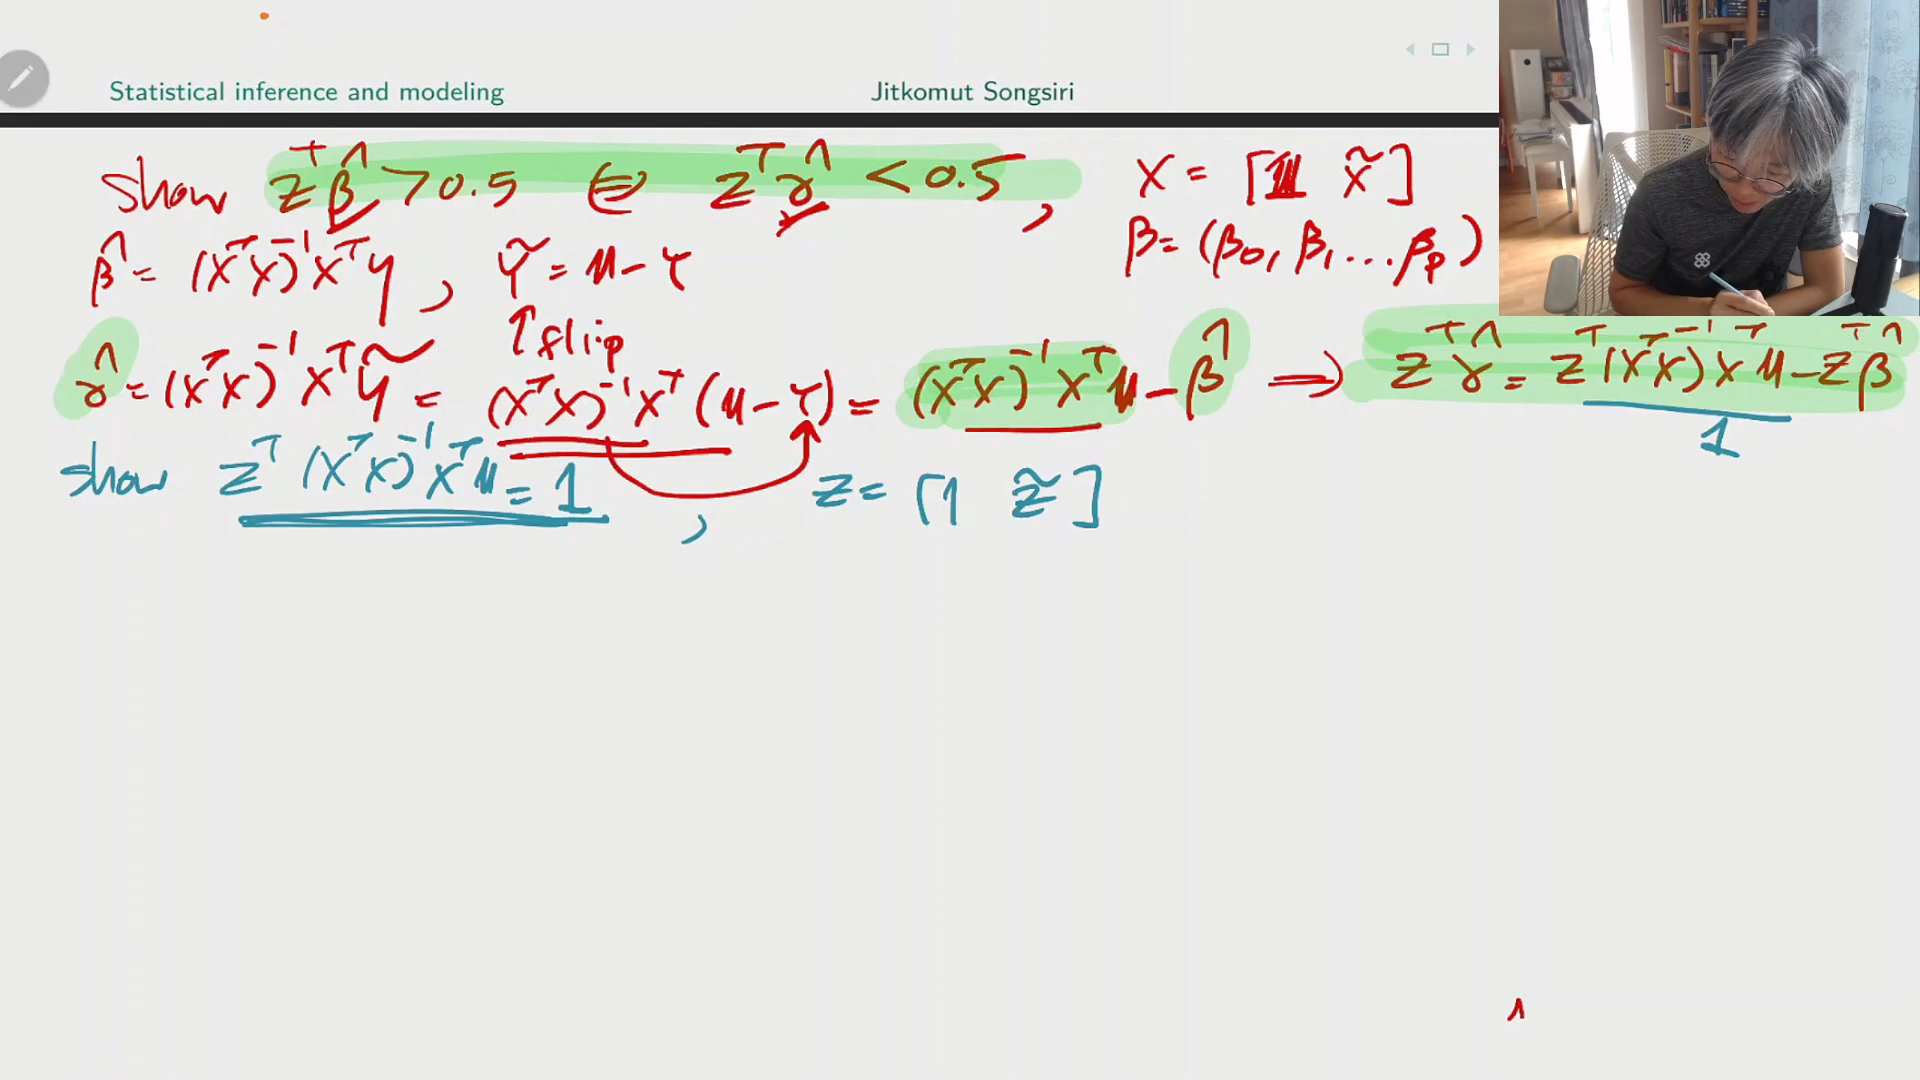 Statistical inference and modeling Jitkomut Songsiri
show zᵀβ̂ > 0.5 ⇔ zᵀγ̂ < 0.5, X = [𝟏 X̃]
β̂ = (XᵀX)⁻¹Xᵀy, Ỹ = 𝟏 − Y β = (β₀, β₁, ... βₚ)
↑flip
γ̂ = (XᵀX)⁻¹XᵀỸ = (XᵀX)⁻¹Xᵀ(𝟏 − Y) = (XᵀX)⁻¹Xᵀ𝟏 − β̂ ⇒ zᵀγ̂ = zᵀ(XᵀX)⁻¹Xᵀ𝟏 − zᵀβ̂
1
show zᵀ(XᵀX)⁻¹Xᵀ𝟏 = 1, z = [1 z̃]